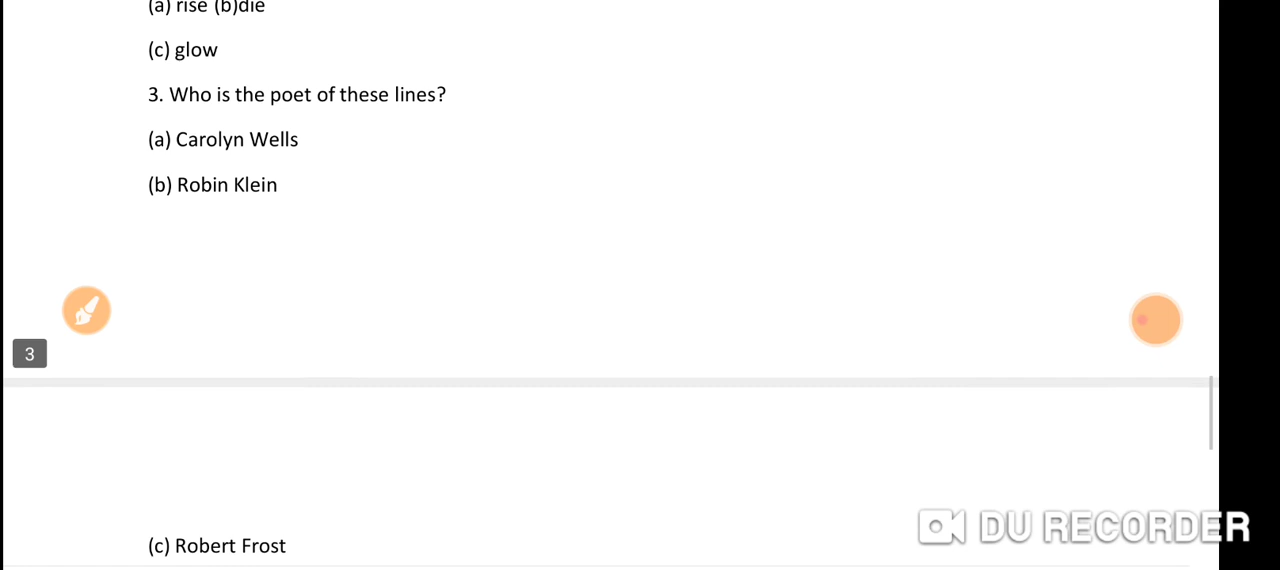 (a) rise (b)die
(c) glow
3. Who is the poet of these lines?
(a) Carolyn Wells
(b) Robin Klein
3
(c) Robert Frost
DU RECORDER